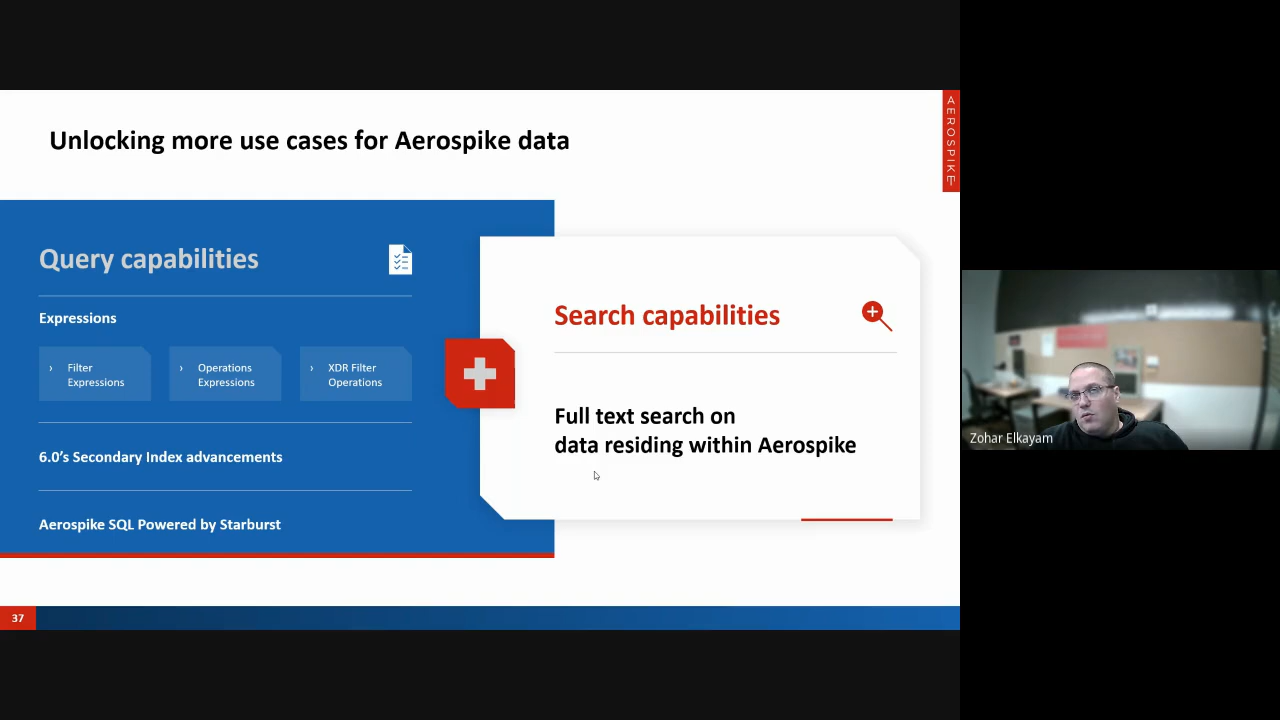 Unlocking more use cases for Aerospike data
AEROSPIKE
Query capabilities
Expressions
› Filter
Expressions
› Operations
Expressions
› XDR Filter
Operations
6.0’s Secondary Index advancements
Aerospike SQL Powered by Starburst
Search capabilities
Full text search on
data residing within Aerospike
37
Zohar Elkayam